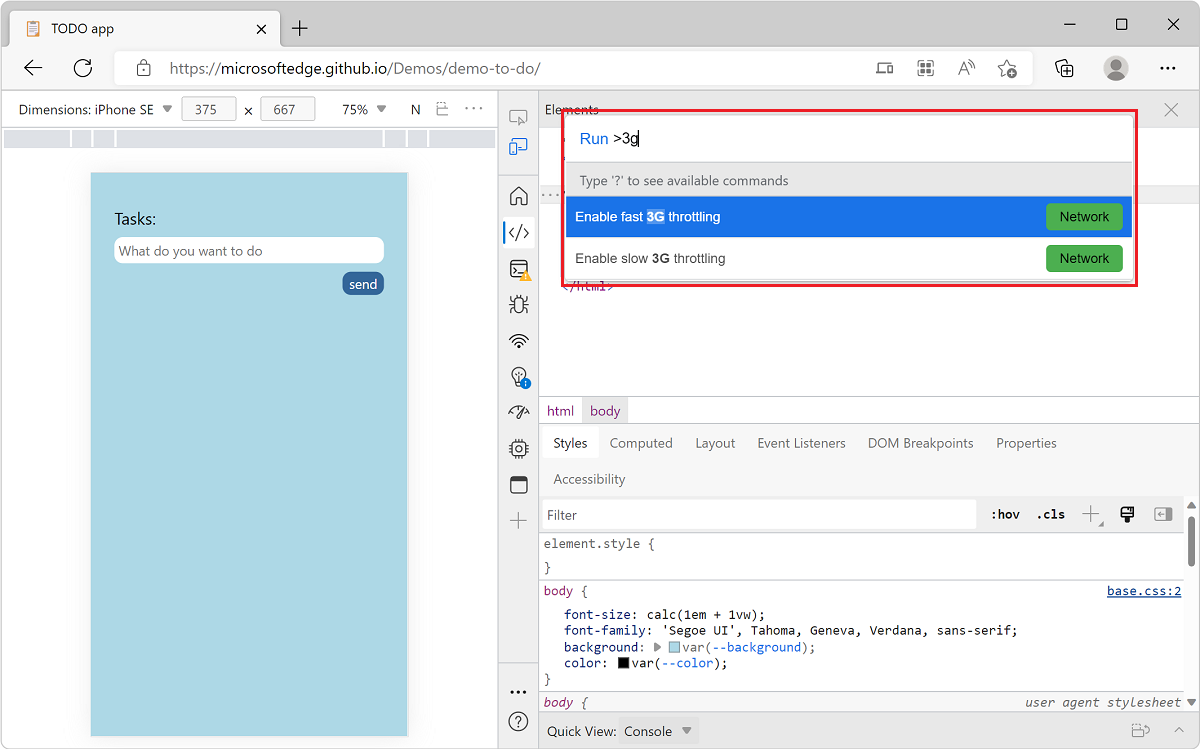 TODO app
https://microsoftedge.github.io/Demos/demo-to-do/
Dimensions: iPhone SE 375 x 667 75% N
Elements
Run >3g
Type '?' to see available commands
Enable fast 3G throttling Network
Enable slow 3G throttling Network
</html>
Tasks:
What do you want to do
send
html body
Styles Computed Layout Event Listeners DOM Breakpoints Properties
Accessibility
Filter :hov .cls
element.style {
}
body { base.css:2
font-size: calc(1em + 1vw);
font-family: 'Segoe UI', Tahoma, Geneva, Verdana, sans-serif;
background: var(--background);
color: var(--color);
}
body { user agent stylesheet
Quick View: Console